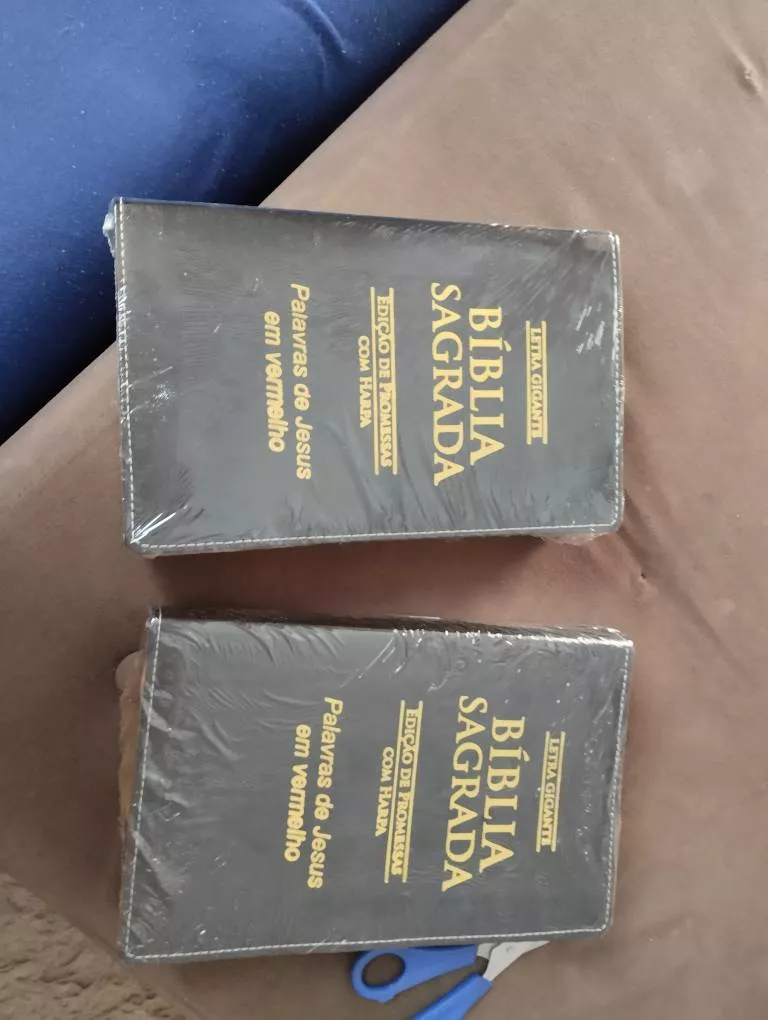 LETRA GIGANTE
BÍBLIA
SAGRADA
EDIÇÃO DE PROMESSAS
COM HARPA
Palavras de Jesus
em vermelho
LETRA GIGANTE
BÍBLIA
SAGRADA
EDIÇÃO DE PROMESSAS
COM HARPA
Palavras de Jesus
em vermelho